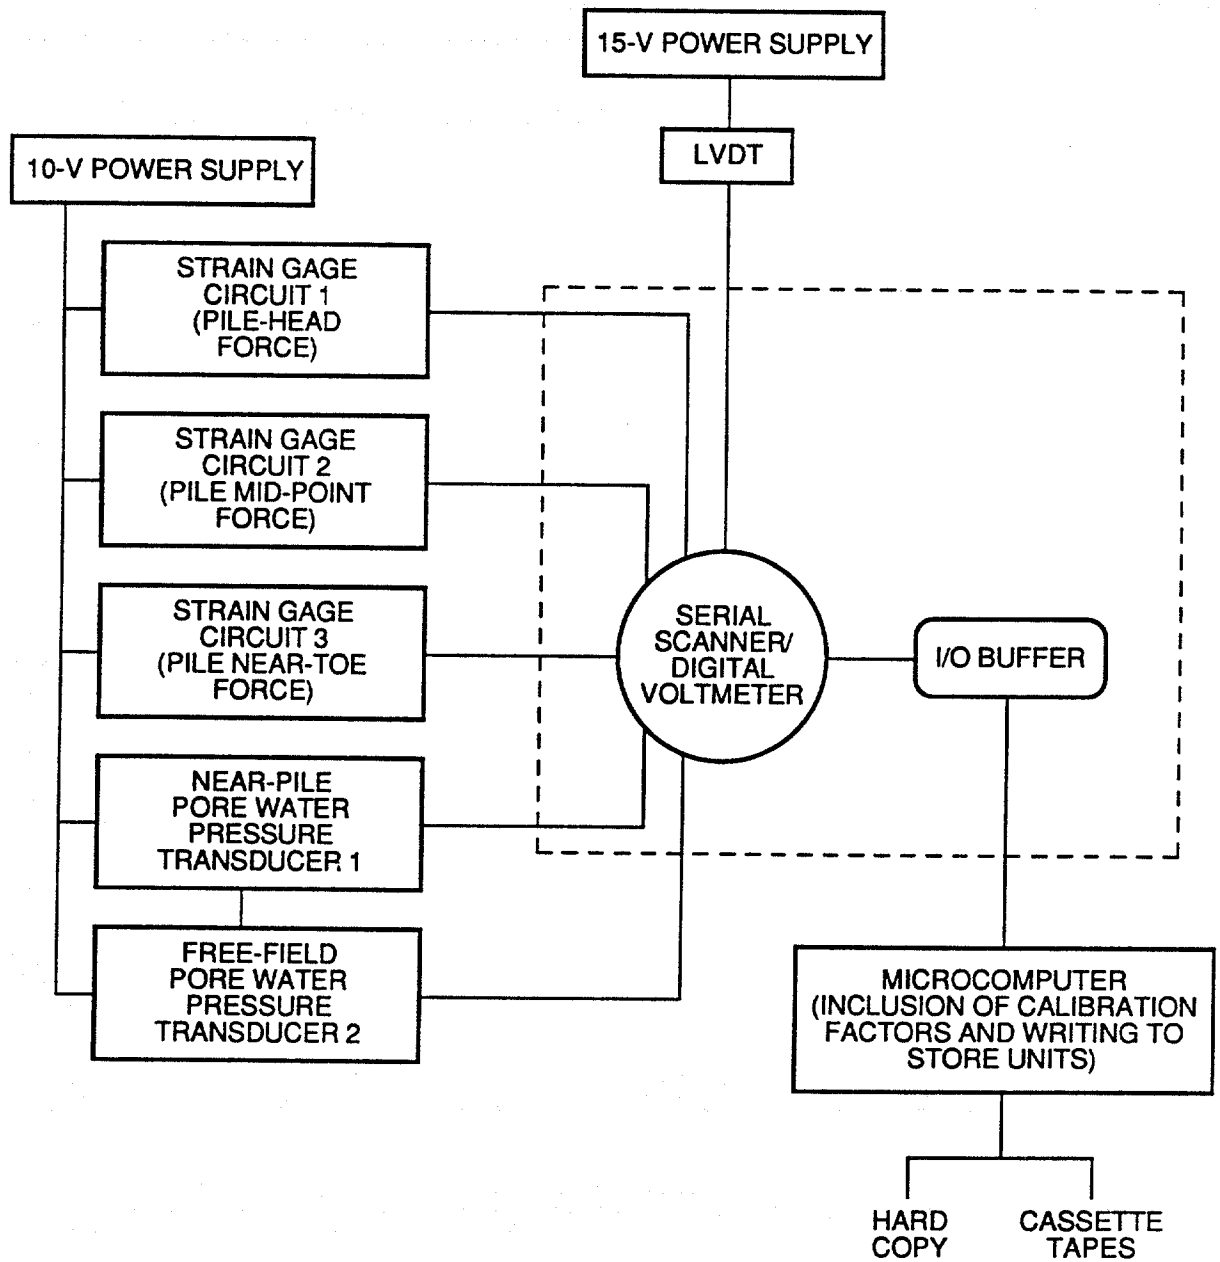 15-V POWER SUPPLY
LVDT
10-V POWER SUPPLY
STRAIN GAGE
CIRCUIT 1
(PILE-HEAD
FORCE)
STRAIN GAGE
CIRCUIT 2
(PILE MID-POINT
FORCE)
STRAIN GAGE
CIRCUIT 3
(PILE NEAR-TOE
FORCE)
NEAR-PILE
PORE WATER
PRESSURE
TRANSDUCER 1
FREE-FIELD
PORE WATER
PRESSURE
TRANSDUCER 2
SERIAL
SCANNER/
DIGITAL
VOLTMETER
I/O BUFFER
MICROCOMPUTER
(INCLUSION OF CALIBRATION
FACTORS AND WRITING TO
STORE UNITS)
HARD
COPY
CASSETTE
TAPES